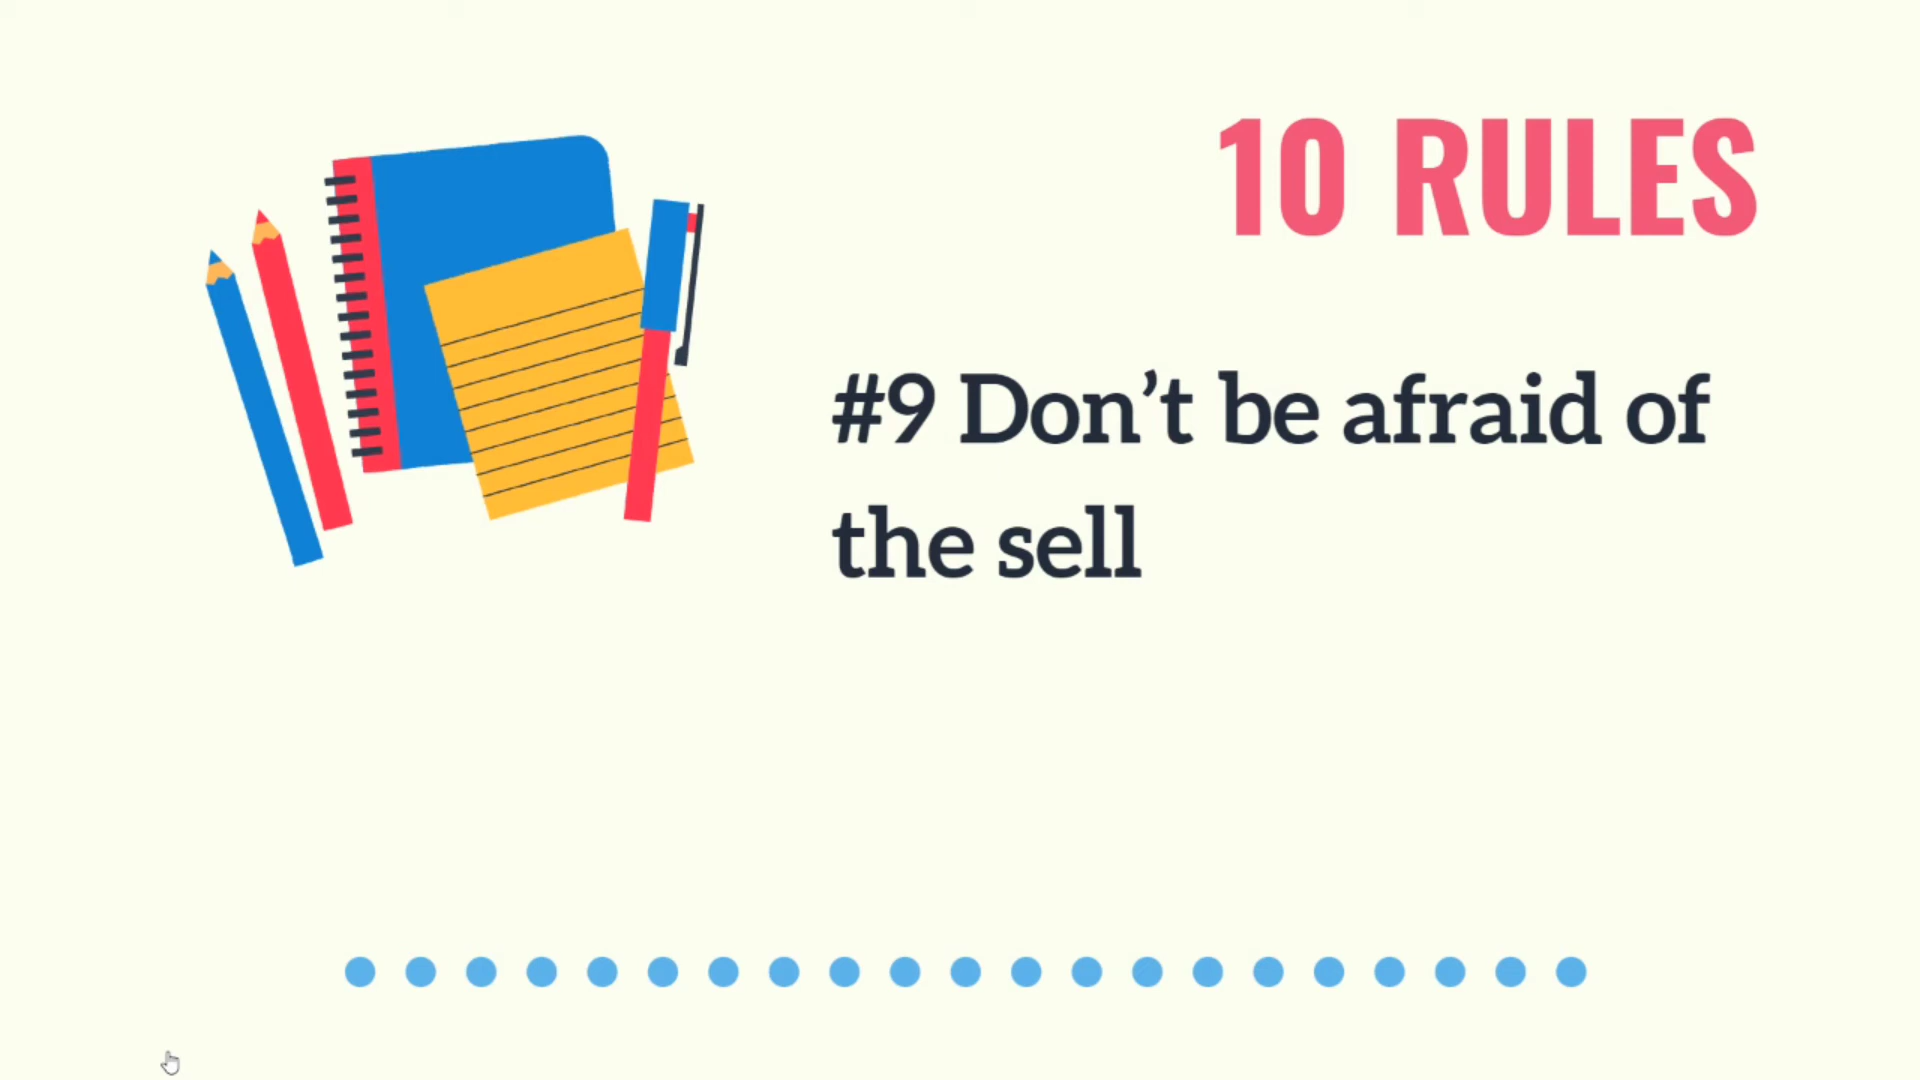 10 RULES
#9 Don’t be afraid of
the sell